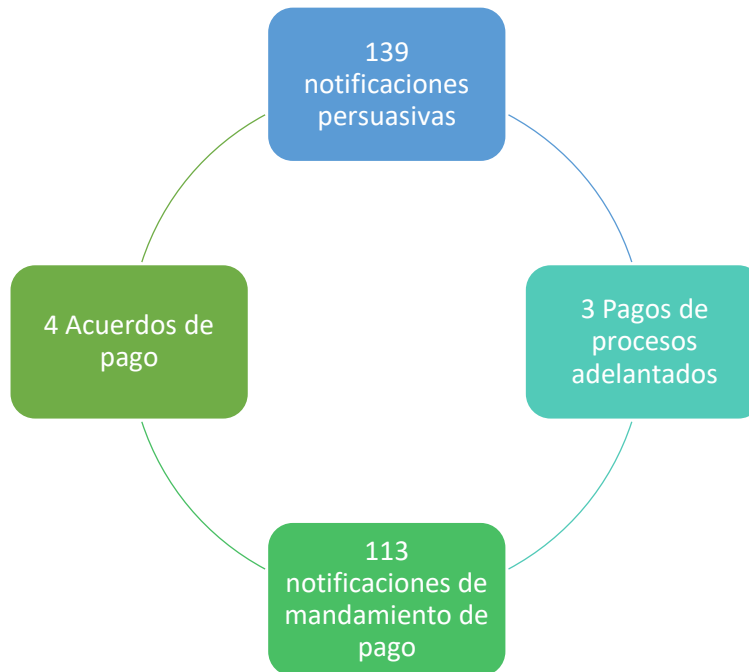 139
notificaciones
persuasivas
4 Acuerdos de
pago
3 Pagos de
procesos
adelantados
113
notificaciones de
mandamiento de
pago